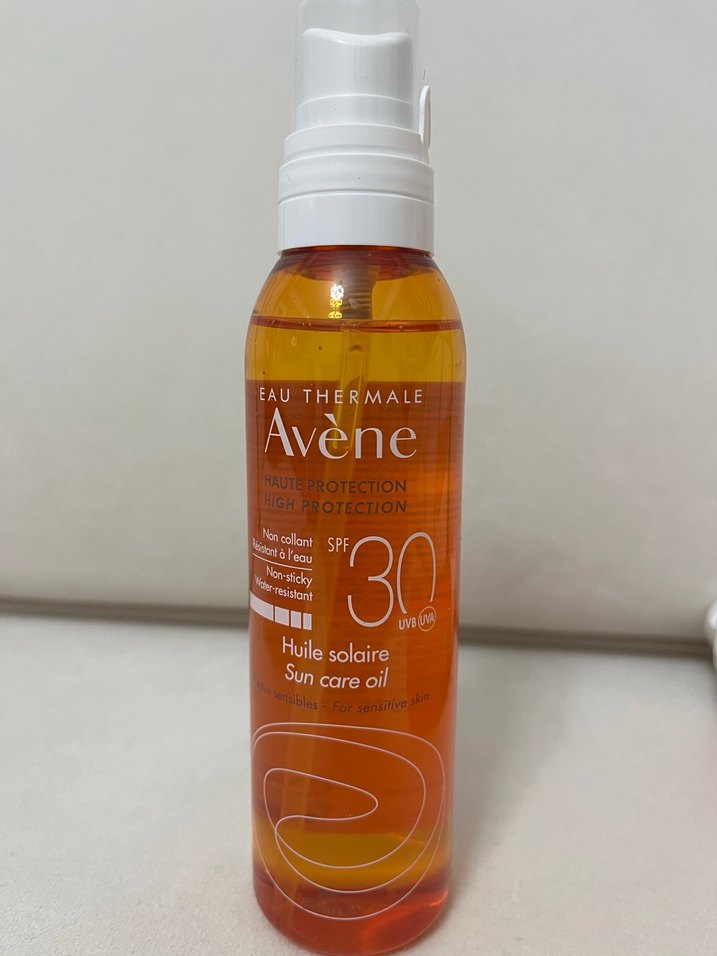 EAU THERMALE
Avène
HAUTE PROTECTION
HIGH PROTECTION
Non collant
Résistant à l'eau
Non-sticky
Water-resistant
SPF 30
UVB UVA
Huile solaire
Sun care oil
sensibles - For sensitive skin